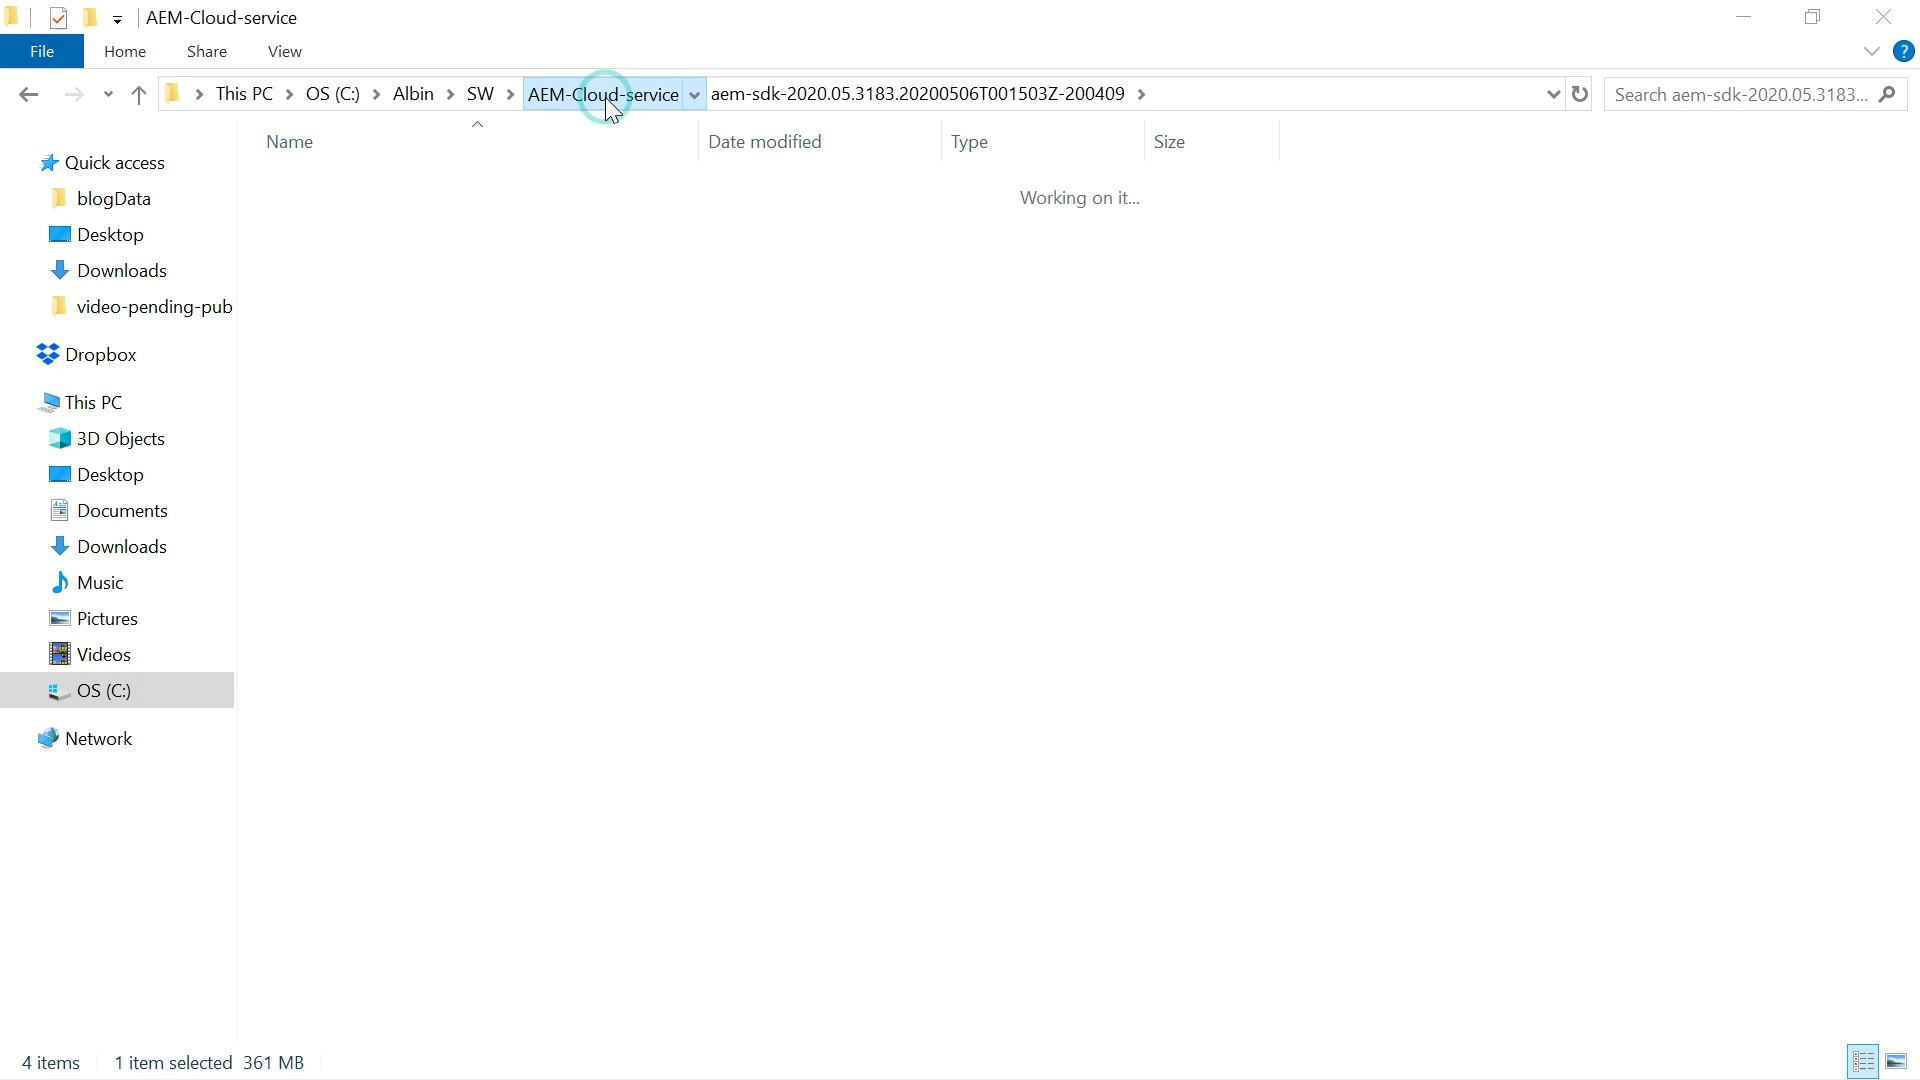 AEM-Cloud-service
File Home Share View
This PC OS (C:) Albin SW AEM-Cloud-service aem-sdk-2020.05.3183.20200506T001503Z-200409 Search aem-sdk-2020.05.3183...
Name Date modified Type Size
Working on it...
Quick access
blogData
Desktop
Downloads
video-pending-pub
Dropbox
This PC
3D Objects
Desktop
Documents
Downloads
Music
Pictures
Videos
OS (C:)
Network
4 items 1 item selected 361 MB